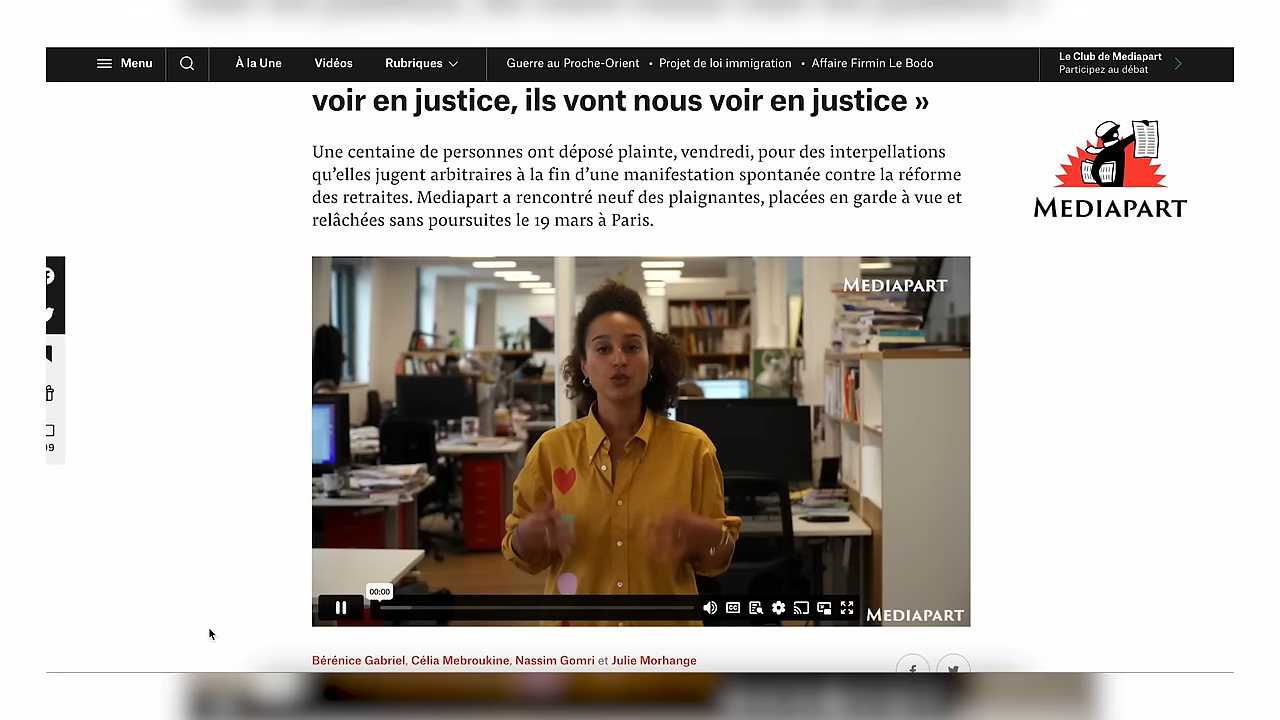 Menu
À la Une
Vidéos
Rubriques
Guerre au Proche-Orient • Projet de loi immigration • Affaire Firmin Le Bodo
Le Club de Mediapart
Participez au débat
voir en justice, ils vont nous voir en justice »
Une centaine de personnes ont déposé plainte, vendredi, pour des interpellations
qu’elles jugent arbitraires à la fin d’une manifestation spontanée contre la réforme
des retraites. Mediapart a rencontré neuf des plaignantes, placées en garde à vue et
relâchées sans poursuites le 19 mars à Paris.
MEDIAPART
MEDIAPART
00:00
CC
MEDIAPART
Bérénice Gabriel, Célia Mebroukine, Nassim Gomri et Julie Morhange